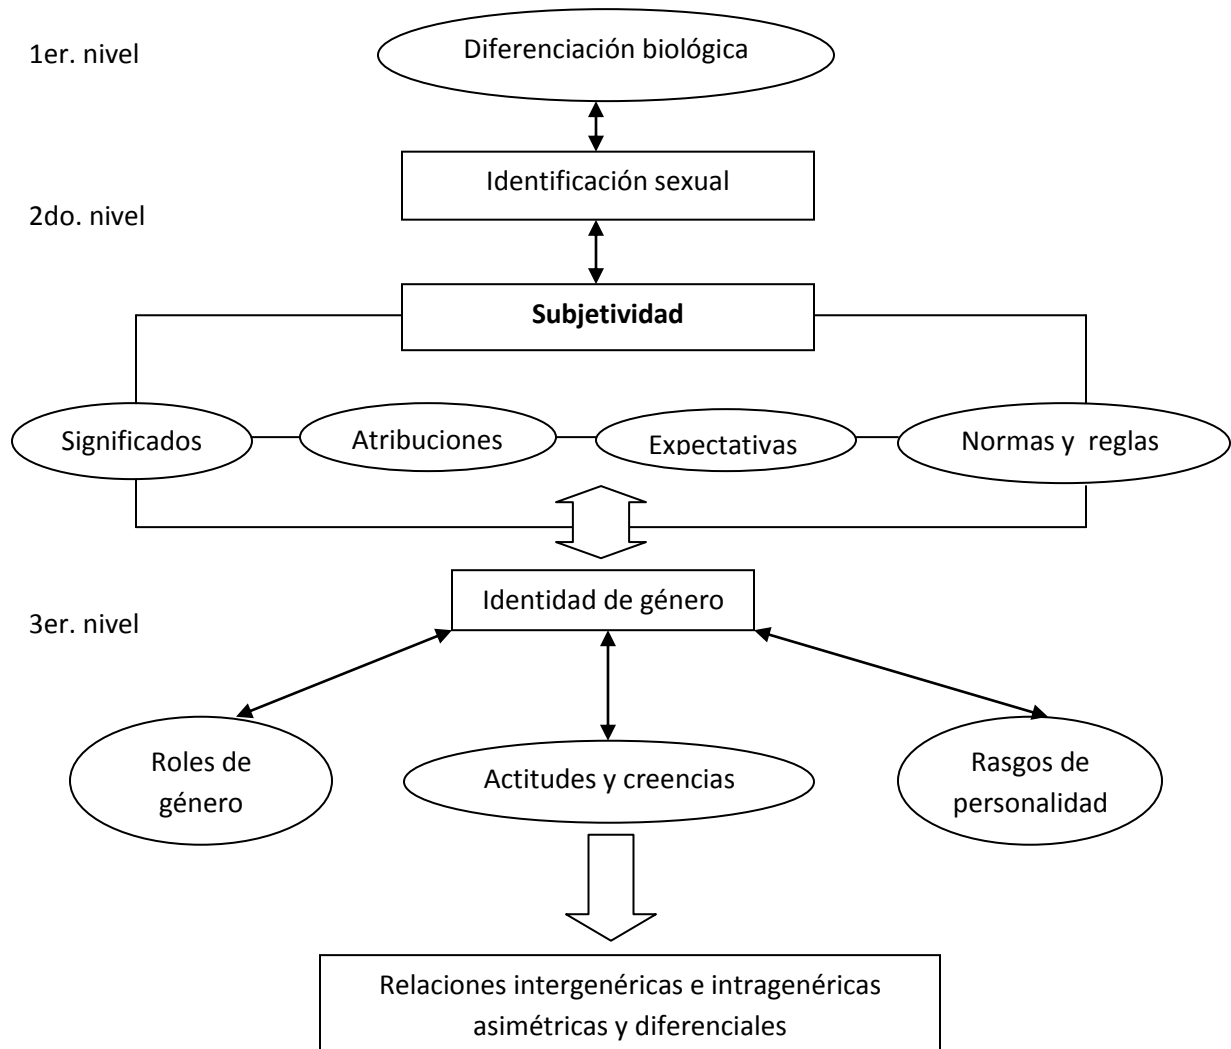 1er. nivel
Diferenciación biológica
Identificación sexual
2do. nivel
Subjetividad
Significados
Atribuciones
Expectativas
Normas y reglas
Identidad de género
3er. nivel
Roles de
género
Actitudes y creencias
Rasgos de
personalidad
Relaciones intergenéricas e intragenéricas
asimétricas y diferenciales